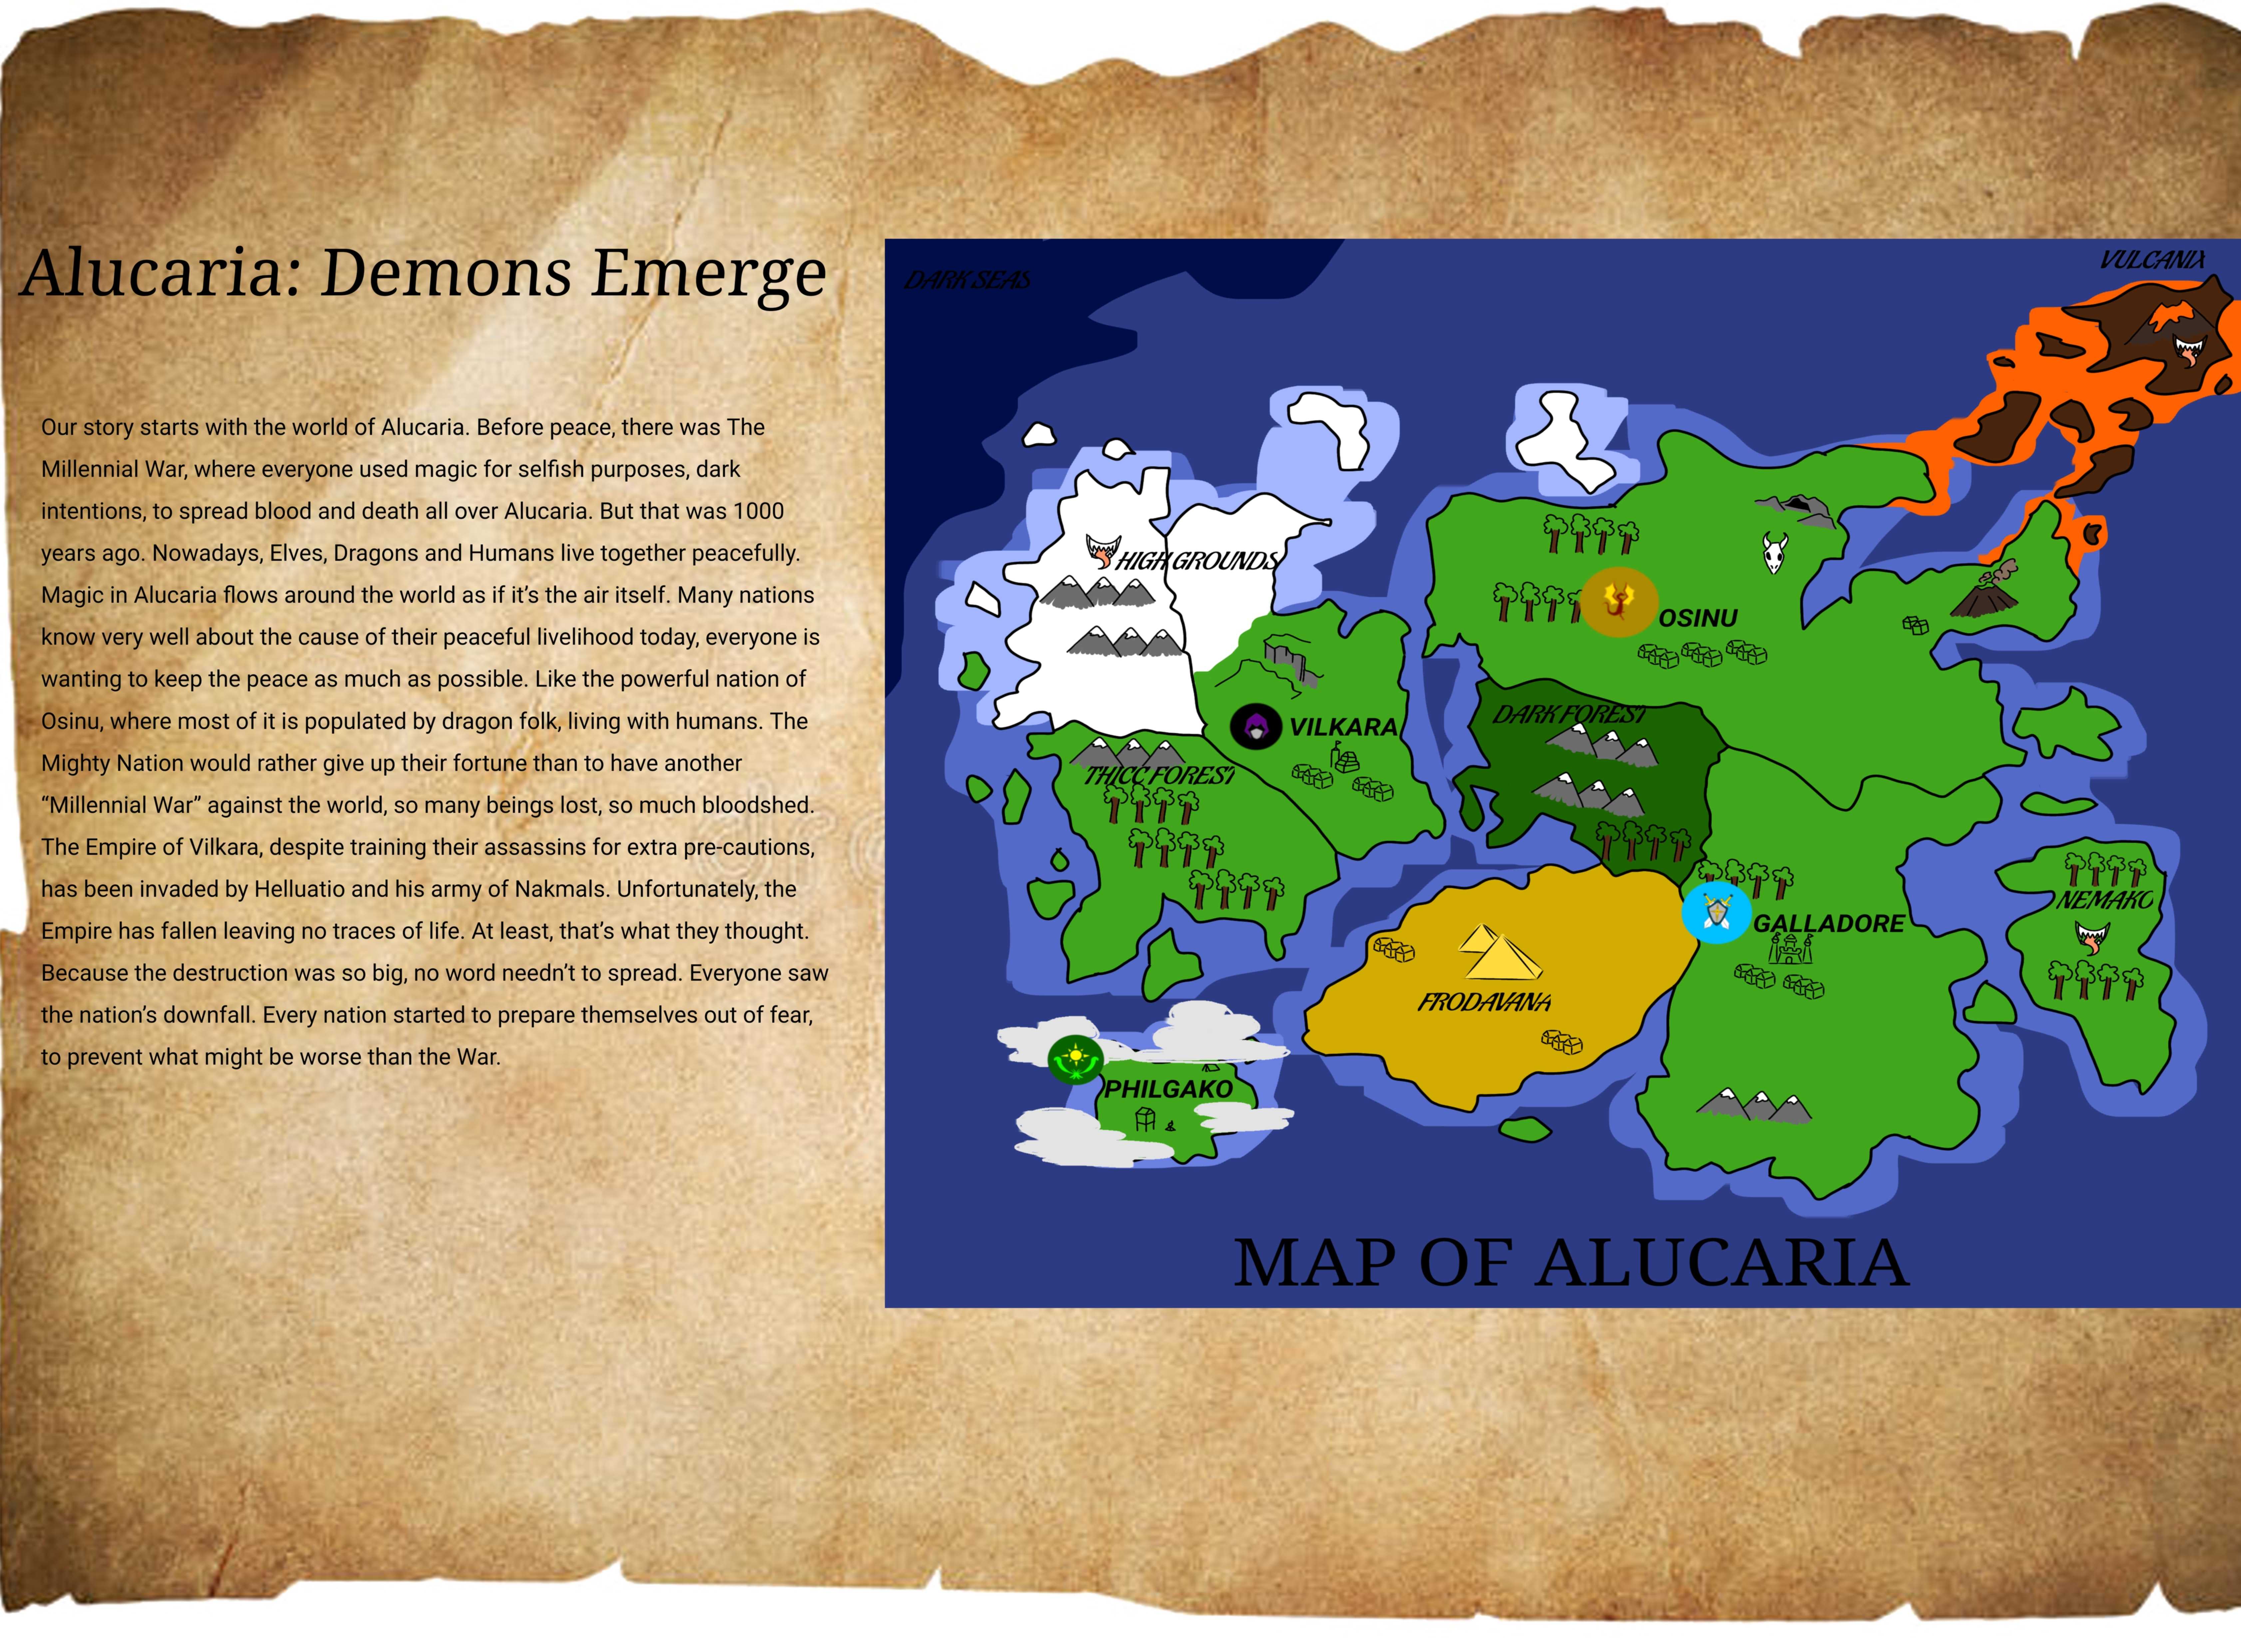 Alucaria: Demons Emerge
Our story starts with the world of Alucaria. Before peace, there was The
Millennial War, where everyone used magic for selfish purposes, dark
intentions, to spread blood and death all over Alucaria. But that was 1000
years ago. Nowadays, Elves, Dragons and Humans live together peacefully.
Magic in Alucaria flows around the world as if it’s the air itself. Many nations
know very well about the cause of their peaceful livelihood today, everyone is
wanting to keep the peace as much as possible. Like the powerful nation of
Osinu, where most of it is populated by dragon folk, living with humans. The
Mighty Nation would rather give up their fortune than to have another
“Millennial War” against the world, so many beings lost, so much bloodshed.
The Empire of Vilkara, despite training their assassins for extra pre-cautions,
has been invaded by Helluatio and his army of Nakmals. Unfortunately, the
Empire has fallen leaving no traces of life. At least, that’s what they thought.
Because the destruction was so big, no word needn’t to spread. Everyone saw
the nation’s downfall. Every nation started to prepare themselves out of fear,
to prevent what might be worse than the War.
VULCANIX
DARK SEAS
HIGH GROUNDS
OSINU
DARK FOREST
VILKARA
THICC FOREST
NEMAKO
GALLADORE
FRODAVANA
PHILGAKO
MAP OF ALUCARIA